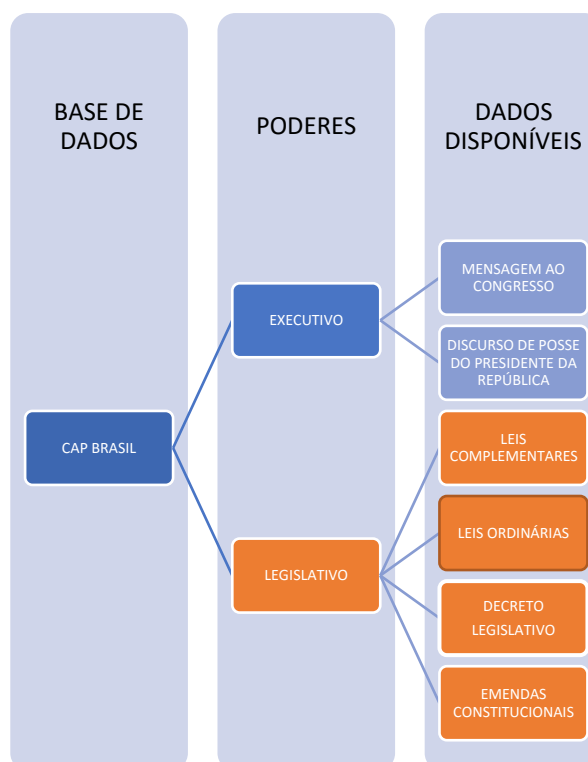 BASE DE
DADOS
PODERES
DADOS
DISPONÍVEIS
CAP BRASIL
EXECUTIVO
LEGISLATIVO
MENSAGEM AO
CONGRESSO
DISCURSO DE POSSE
DO PRESIDENTE DA
REPÚBLICA
LEIS
COMPLEMENTARES
LEIS ORDINÁRIAS
DECRETO
LEGISLATIVO
EMENDAS
CONSTITUCIONAIS